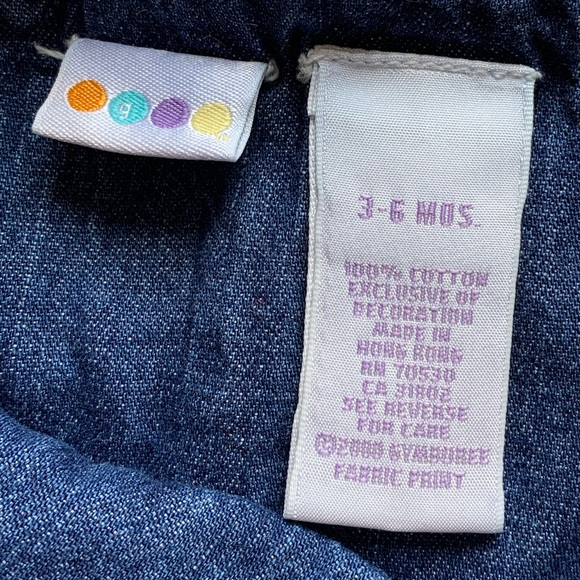 g
3-6 MOS.
100% COTTON
EXCLUSIVE OF
DECORATION
MADE IN
HONG KONG
RN 70530
CA 31802
SEE REVERSE
FOR CARE
©2000 GYMBOREE
FABRIC PRINT